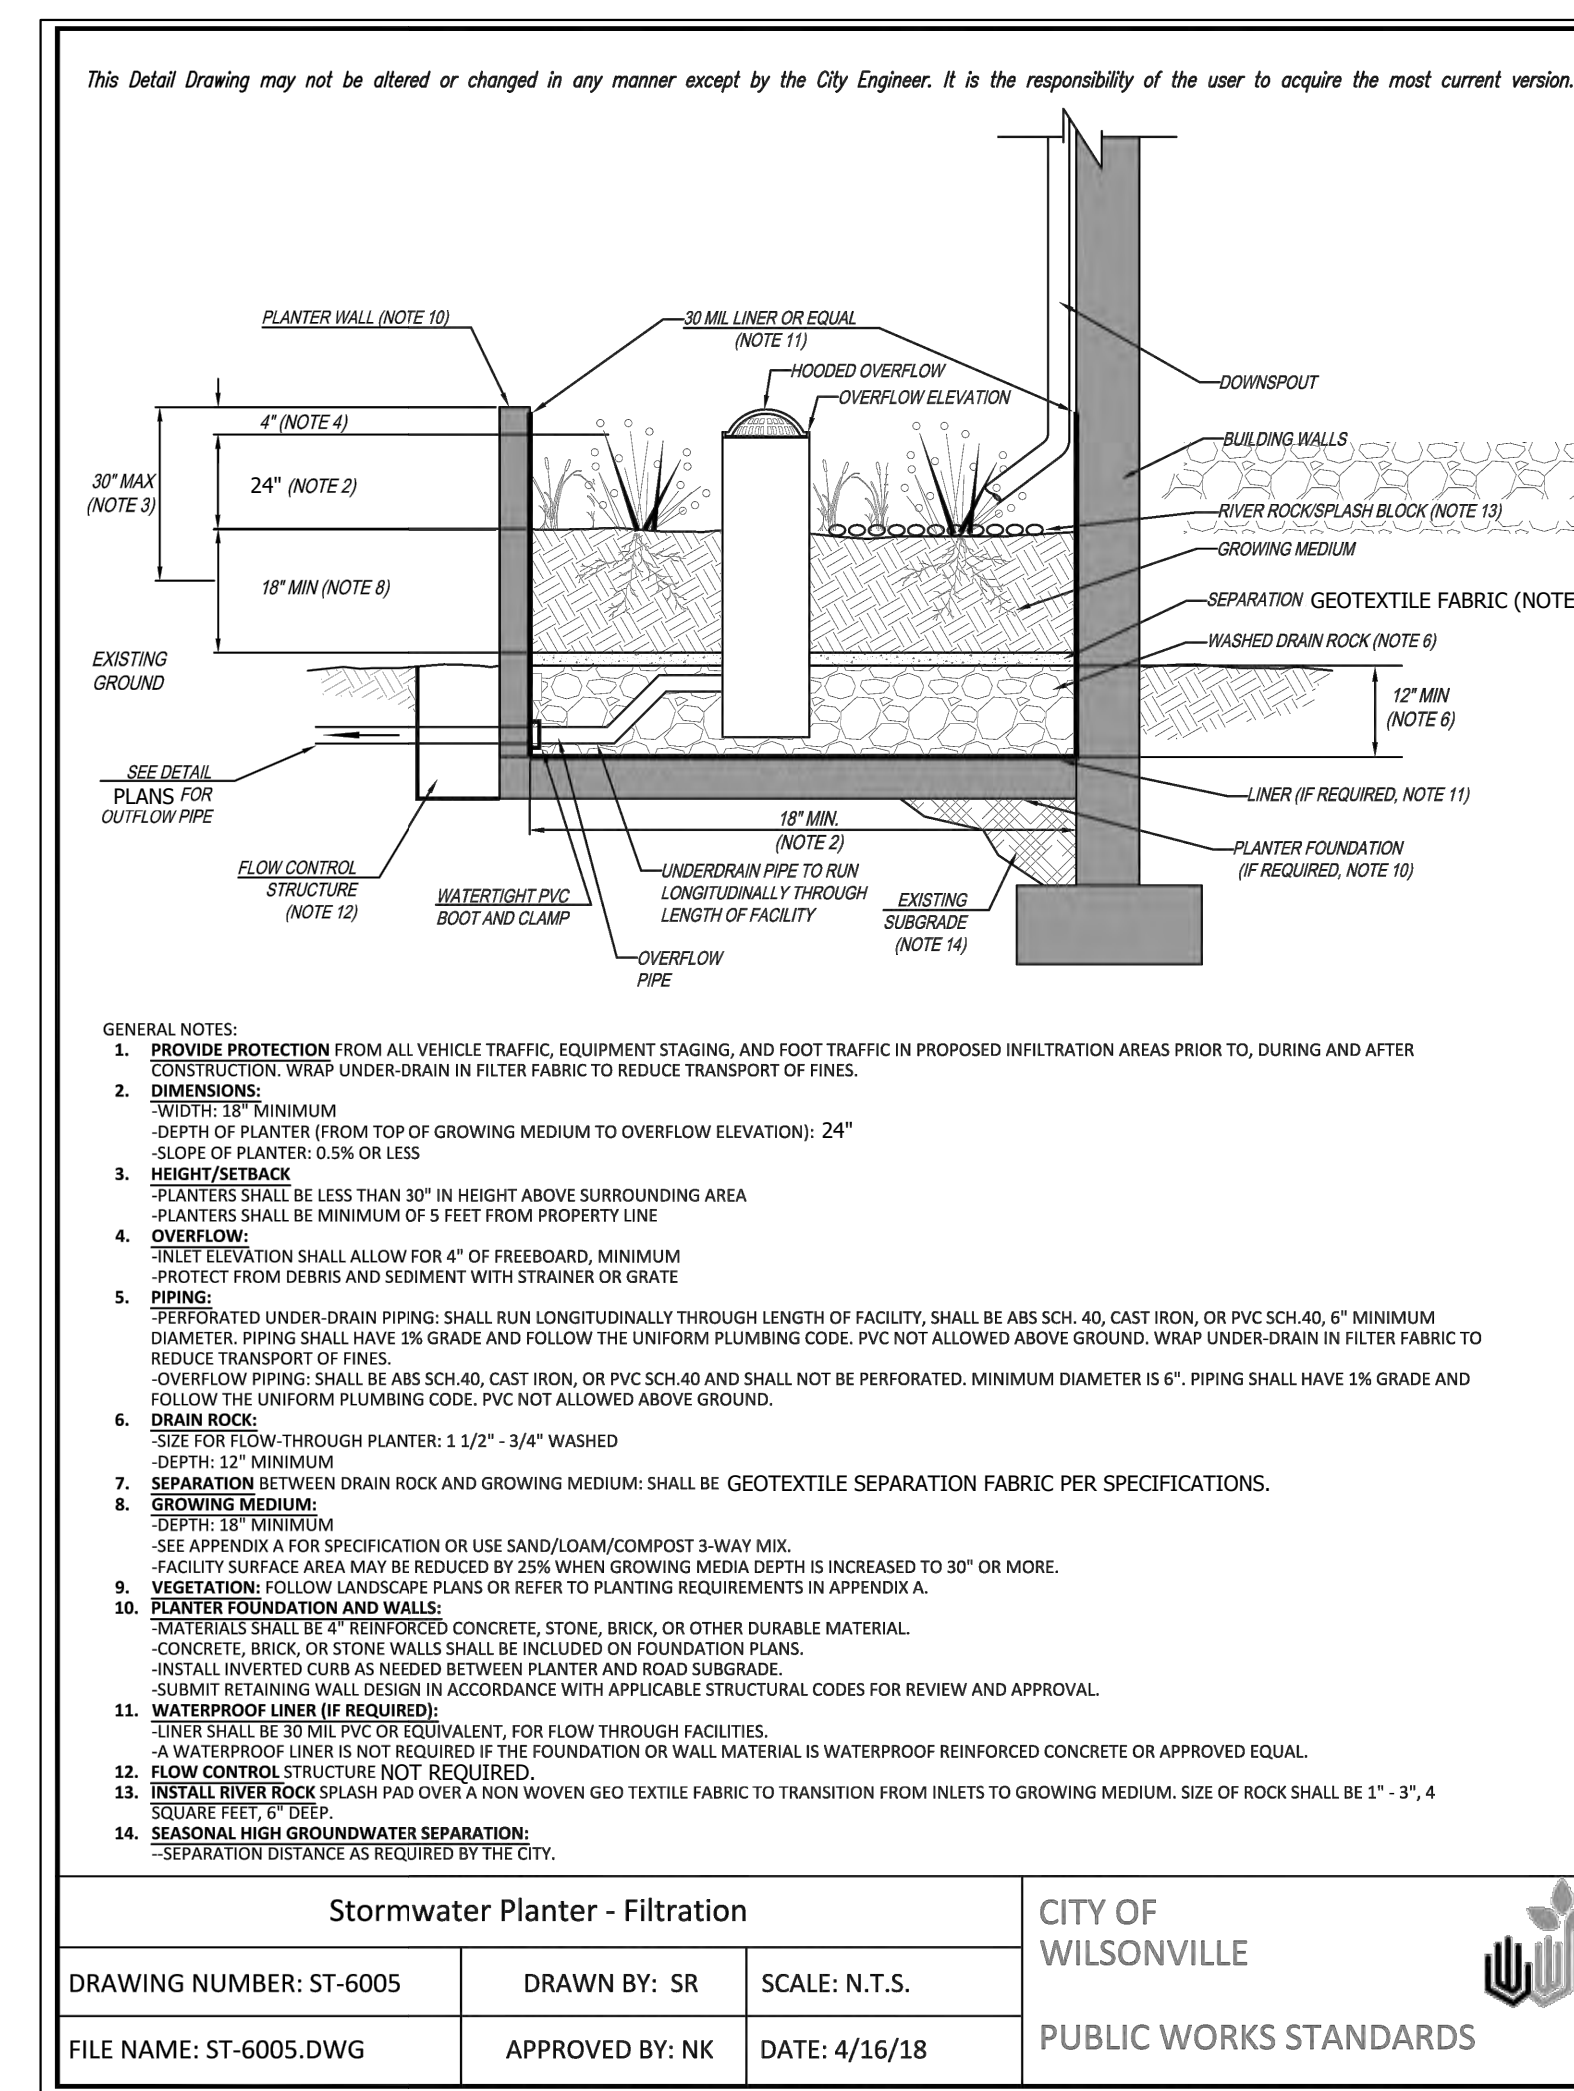 This Detail Drawing may not be altered or changed in any manner except by the City Engineer. It is the responsibility of the user to acquire the most current version.
PLANTER WALL (NOTE 10)
30 MIL LINER OR EQUAL
(NOTE 11)
HOODED OVERFLOW
OVERFLOW ELEVATION
DOWNSPOUT
4" (NOTE 4)
BUILDING WALLS
30" MAX
(NOTE 3)
24" (NOTE 2)
RIVER ROCK/SPLASH BLOCK (NOTE 13)
GROWING MEDIUM
18" MIN (NOTE 8)
SEPARATION GEOTEXTILE FABRIC (NOTE
WASHED DRAIN ROCK (NOTE 6)
EXISTING
GROUND
12" MIN
(NOTE 6)
SEE DETAIL
PLANS FOR
OUTFLOW PIPE
LINER (IF REQUIRED, NOTE 11)
18" MIN.
(NOTE 2)
PLANTER FOUNDATION
(IF REQUIRED, NOTE 10)
FLOW CONTROL
STRUCTURE
(NOTE 12)
WATERTIGHT PVC
BOOT AND CLAMP
UNDERDRAIN PIPE TO RUN
LONGITUDINALLY THROUGH
LENGTH OF FACILITY
EXISTING
SUBGRADE
(NOTE 14)
OVERFLOW
PIPE
GENERAL NOTES:
1. PROVIDE PROTECTION FROM ALL VEHICLE TRAFFIC, EQUIPMENT STAGING, AND FOOT TRAFFIC IN PROPOSED INFILTRATION AREAS PRIOR TO, DURING AND AFTER
CONSTRUCTION. WRAP UNDER-DRAIN IN FILTER FABRIC TO REDUCE TRANSPORT OF FINES.
2. DIMENSIONS:
-WIDTH: 18" MINIMUM
-DEPTH OF PLANTER (FROM TOP OF GROWING MEDIUM TO OVERFLOW ELEVATION): 24"
-SLOPE OF PLANTER: 0.5% OR LESS
3. HEIGHT/SETBACK
-PLANTERS SHALL BE LESS THAN 30" IN HEIGHT ABOVE SURROUNDING AREA
-PLANTERS SHALL BE MINIMUM OF 5 FEET FROM PROPERTY LINE
4. OVERFLOW:
-INLET ELEVATION SHALL ALLOW FOR 4" OF FREEBOARD, MINIMUM
-PROTECT FROM DEBRIS AND SEDIMENT WITH STRAINER OR GRATE
5. PIPING:
-PERFORATED UNDER-DRAIN PIPING: SHALL RUN LONGITUDINALLY THROUGH LENGTH OF FACILITY, SHALL BE ABS SCH. 40, CAST IRON, OR PVC SCH.40, 6" MINIMUM
DIAMETER. PIPING SHALL HAVE 1% GRADE AND FOLLOW THE UNIFORM PLUMBING CODE. PVC NOT ALLOWED ABOVE GROUND. WRAP UNDER-DRAIN IN FILTER FABRIC TO
REDUCE TRANSPORT OF FINES.
-OVERFLOW PIPING: SHALL BE ABS SCH.40, CAST IRON, OR PVC SCH.40 AND SHALL NOT BE PERFORATED. MINIMUM DIAMETER IS 6". PIPING SHALL HAVE 1% GRADE AND
FOLLOW THE UNIFORM PLUMBING CODE. PVC NOT ALLOWED ABOVE GROUND.
6. DRAIN ROCK:
-SIZE FOR FLOW-THROUGH PLANTER: 1 1/2" - 3/4" WASHED
-DEPTH: 12" MINIMUM
7. SEPARATION BETWEEN DRAIN ROCK AND GROWING MEDIUM: SHALL BE GEOTEXTILE SEPARATION FABRIC PER SPECIFICATIONS.
8. GROWING MEDIUM:
-DEPTH: 18" MINIMUM
-SEE APPENDIX A FOR SPECIFICATION OR USE SAND/LOAM/COMPOST 3-WAY MIX.
-FACILITY SURFACE AREA MAY BE REDUCED BY 25% WHEN GROWING MEDIA DEPTH IS INCREASED TO 30" OR MORE.
9. VEGETATION: FOLLOW LANDSCAPE PLANS OR REFER TO PLANTING REQUIREMENTS IN APPENDIX A.
10. PLANTER FOUNDATION AND WALLS:
-MATERIALS SHALL BE 4" REINFORCED CONCRETE, STONE, BRICK, OR OTHER DURABLE MATERIAL.
-CONCRETE, BRICK, OR STONE WALLS SHALL BE INCLUDED ON FOUNDATION PLANS.
-INSTALL INVERTED CURB AS NEEDED BETWEEN PLANTER AND ROAD SUBGRADE.
-SUBMIT RETAINING WALL DESIGN IN ACCORDANCE WITH APPLICABLE STRUCTURAL CODES FOR REVIEW AND APPROVAL.
11. WATERPROOF LINER (IF REQUIRED):
-LINER SHALL BE 30 MIL PVC OR EQUIVALENT, FOR FLOW THROUGH FACILITIES.
-A WATERPROOF LINER IS NOT REQUIRED IF THE FOUNDATION OR WALL MATERIAL IS WATERPROOF REINFORCED CONCRETE OR APPROVED EQUAL.
12. FLOW CONTROL STRUCTURE NOT REQUIRED.
13. INSTALL RIVER ROCK SPLASH PAD OVER A NON WOVEN GEO TEXTILE FABRIC TO TRANSITION FROM INLETS TO GROWING MEDIUM. SIZE OF ROCK SHALL BE 1" - 3", 4
SQUARE FEET, 6" DEEP.
14. SEASONAL HIGH GROUNDWATER SEPARATION:
--SEPARATION DISTANCE AS REQUIRED BY THE CITY.
Stormwater Planter - Filtration
DRAWING NUMBER: ST-6005
DRAWN BY: SR
SCALE: N.T.S.
FILE NAME: ST-6005.DWG
APPROVED BY: NK
DATE: 4/16/18
CITY OF
WILSONVILLE
PUBLIC WORKS STANDARDS